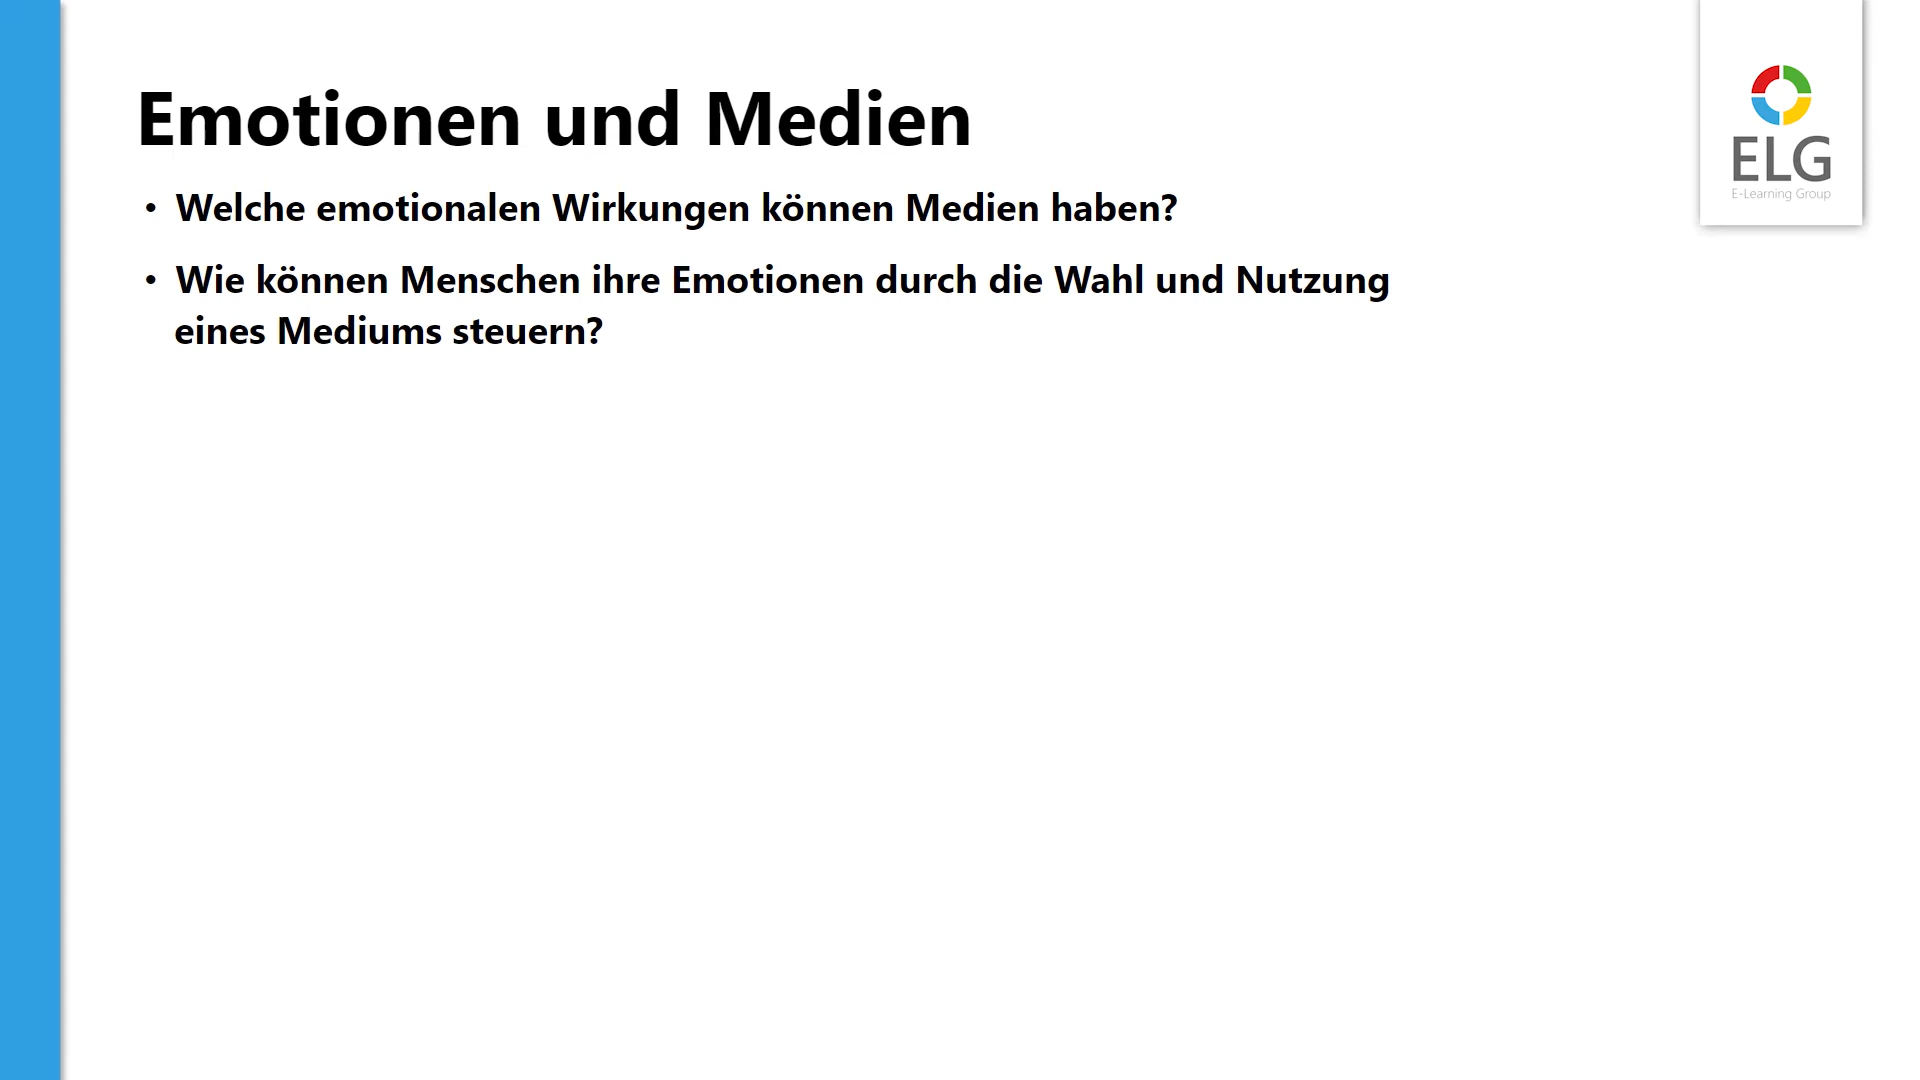 Emotionen und Medien
• Welche emotionalen Wirkungen können Medien haben?
• Wie können Menschen ihre Emotionen durch die Wahl und Nutzung
eines Mediums steuern?
ELG
E-Learning Group